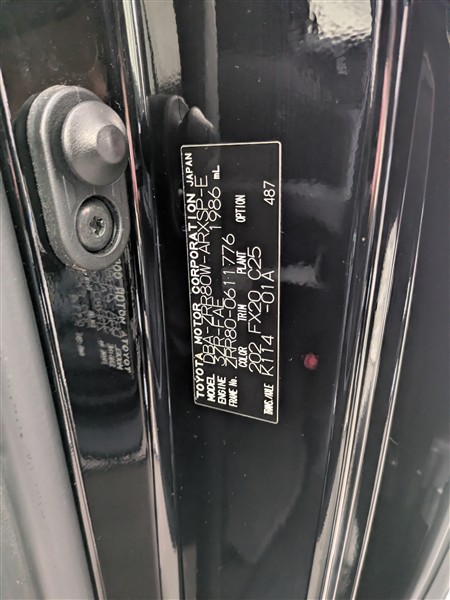 TOYOTA MOTOR CORPORATION JAPAN
MODEL DBA-ZRR80W-ARXSP-E
ENGINE 3ZR-FAE 1986 mL
FRAME No. ZRR80-0611776
COLOR TRIM PLANT OPTION
202 FX20 C25 487
TRANS./AXLE K114 -01A